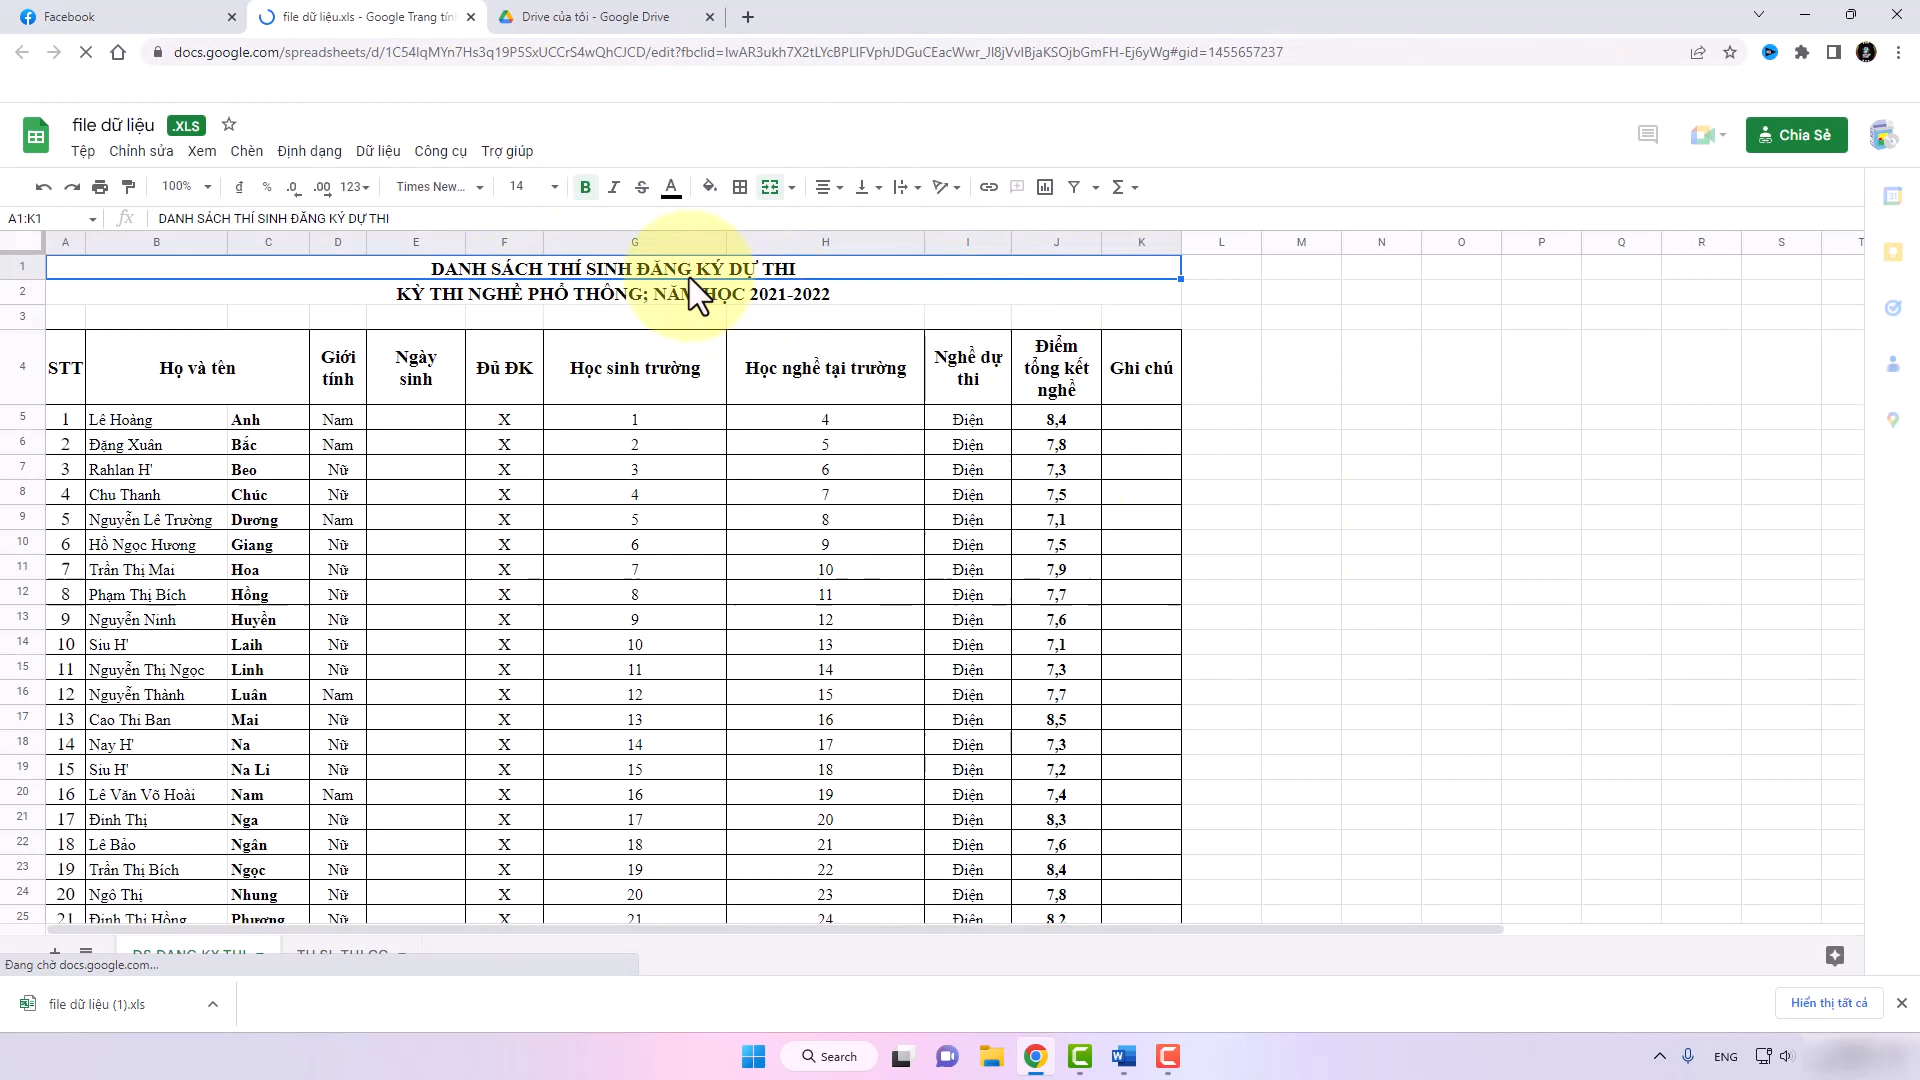 Facebook
file dữ liệu.xls - Google Trang tín
Drive của tôi - Google Drive
docs.google.com/spreadsheets/d/1C54IqMYn7Hs3q19P5SxUCCrS4wQhCJCD/edit?fbclid=IwAR3ukh7X2tLYcBPLIFVphJDGuCEacWwr_Jl8jVvIBjaKSOjbGmFH-Ej6yWg#gid=1455657237
file dữ liệu .XLS
Chia Sẻ
Tệp Chỉnh sửa Xem Chèn Định dạng Dữ liệu Công cụ Trợ giúp
100% đ % .0 .00 123 Times New... 14 B I S A Σ
A1:K1 fx DANH SÁCH THÍ SINH ĐĂNG KÝ DỰ THI
A B C D E F G H I J K L M N O P Q R S T
1 DANH SÁCH THÍ SINH ĐĂNG KÝ DỰ THI
2 KỲ THI NGHỀ PHỔ THÔNG; NĂM HỌC 2021-2022
3
4 STT Họ và tên Giới tính Ngày sinh Đủ ĐK Học sinh trường Học nghề tại trường Nghề dự thi Điểm tổng kết nghề Ghi chú
5 1 Lê Hoàng Anh Nam X 1 4 Điện 8,4
6 2 Đặng Xuân Bắc Nam X 2 5 Điện 7,8
7 3 Rahlan H' Beo Nữ X 3 6 Điện 7,3
8 4 Chu Thanh Chúc Nữ X 4 7 Điện 7,5
9 5 Nguyễn Lê Trường Dương Nam X 5 8 Điện 7,1
10 6 Hồ Ngọc Hương Giang Nữ X 6 9 Điện 7,5
11 7 Trần Thị Mai Hoa Nữ X 7 10 Điện 7,9
12 8 Phạm Thị Bích Hồng Nữ X 8 11 Điện 7,7
13 9 Nguyễn Ninh Huyền Nữ X 9 12 Điện 7,6
14 10 Siu H' Laih Nữ X 10 13 Điện 7,1
15 11 Nguyễn Thị Ngọc Linh Nữ X 11 14 Điện 7,3
16 12 Nguyễn Thành Luân Nam X 12 15 Điện 7,7
17 13 Cao Thi Ban Mai Nữ X 13 16 Điện 8,5
18 14 Nay H' Na Nữ X 14 17 Điện 7,3
19 15 Siu H' Na Li Nữ X 15 18 Điện 7,2
20 16 Lê Văn Võ Hoài Nam Nam X 16 19 Điện 7,4
21 17 Đinh Thị Nga Nữ X 17 20 Điện 8,3
22 18 Lê Bảo Ngân Nữ X 18 21 Điện 7,6
23 19 Trần Thị Bích Ngọc Nữ X 19 22 Điện 8,4
24 20 Ngô Thị Nhung Nữ X 20 23 Điện 7,8
25 21 Đinh Thị Hồng Phương Nữ X 21 24 Điện 8,2
Đang chờ docs.google.com...
file dữ liệu (1).xls
Hiển thị tất cả
Search
ENG